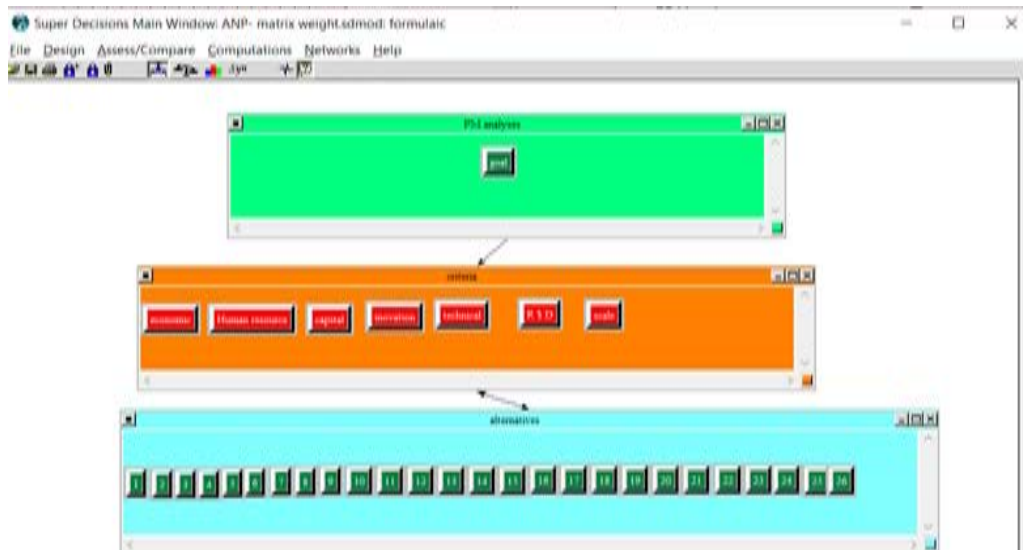 Super Decisions Main Window: ANP- matrix weight.sdmod: formulaic
File Design Assess/Compare Computations Networks Help
goal
criteria
economic Human resource capital inovation technical R $ D scale
alternatives
1 2 3 4 5 6 7 8 9 10 11 12 13 14 15 16 17 18 19 20 21 22 23 24 25 26